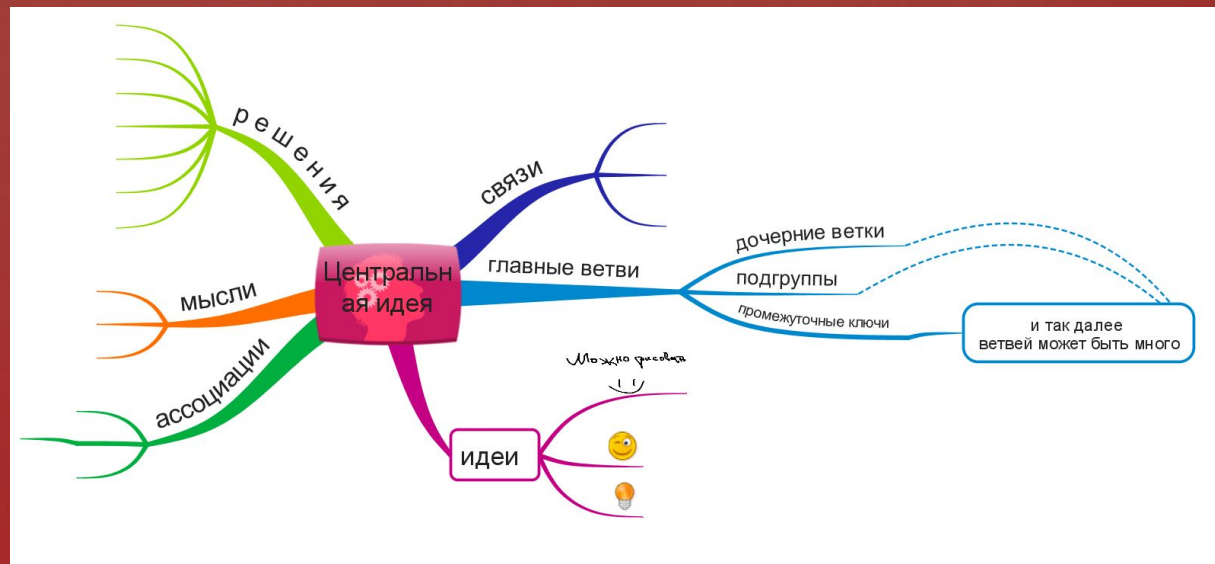 решения
связи
дочерние ветки
Центральн
ая идея
главные ветви
подгруппы
мысли
промежуточные ключи
и так далее
ветвей может быть много
ассоциации
Можно рисовать
идеи